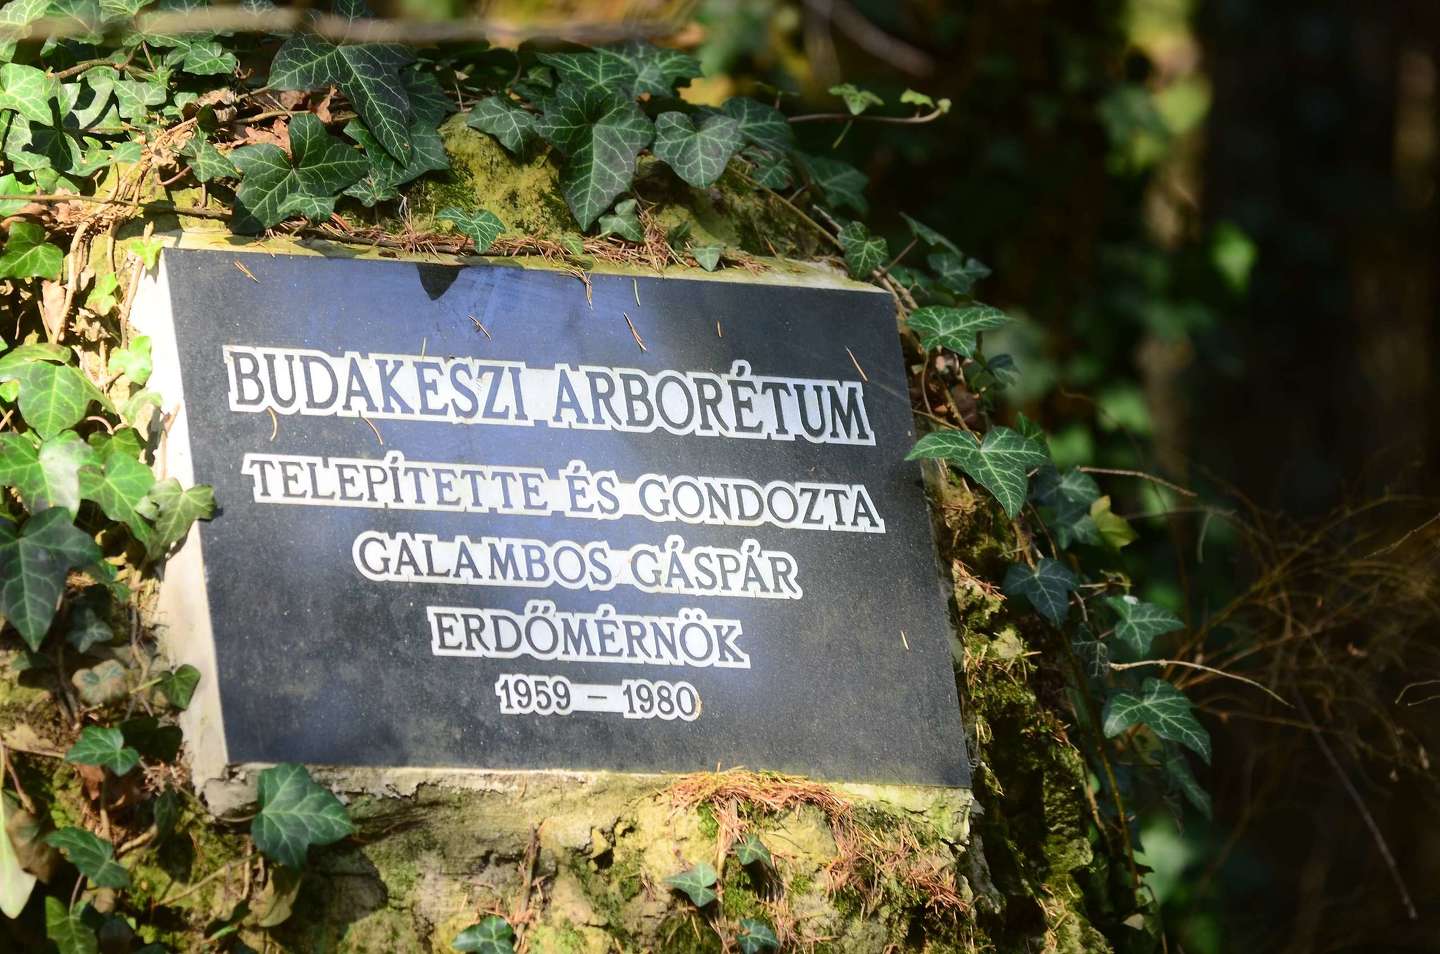 BUDAKESZI ARBORÉTUM
TELEPÍTETTE ÉS GONDOZTA
GALAMBOS GÁSPÁR
ERDŐMÉRNÖK
1959 – 1980